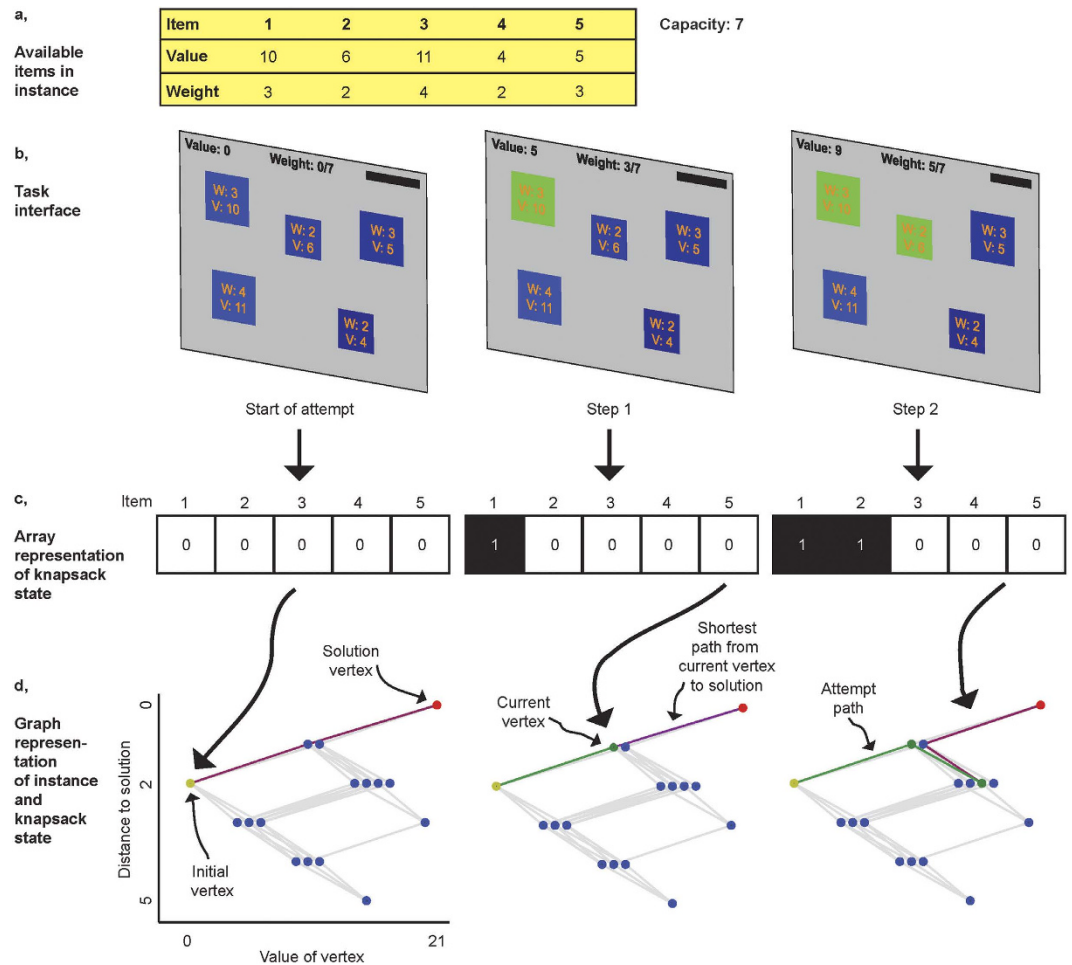 a,
Available
items in
instance
Item 1 2 3 4 5
Value 10 6 11 4 5
Weight 3 2 4 2 3
Capacity: 7
b,
Task
interface
Value: 0
Weight: 0/7
W: 3
V: 10
W: 2
V: 6
W: 3
V: 5
W: 4
V: 11
W: 2
V: 4
Start of attempt
Value: 5
Weight: 3/7
W: 3
V: 10
W: 2
V: 6
W: 3
V: 5
W: 4
V: 11
W: 2
V: 4
Step 1
Value: 9
Weight: 5/7
W: 3
V: 10
W: 2
V: 6
W: 3
V: 5
W: 4
V: 11
W: 2
V: 4
Step 2
c,
Array
representation
of knapsack
state
Item 1 2 3 4 5
0 0 0 0 0
1 2 3 4 5
1 0 0 0 0
1 2 3 4 5
1 1 0 0 0
d,
Graph
represen-
tation
of instance
and
knapsack
state
Distance to solution
0
2
5
Solution
vertex
Initial
vertex
0
21
Value of vertex
Current
vertex
Shortest
path from
current vertex
to solution
Attempt
path